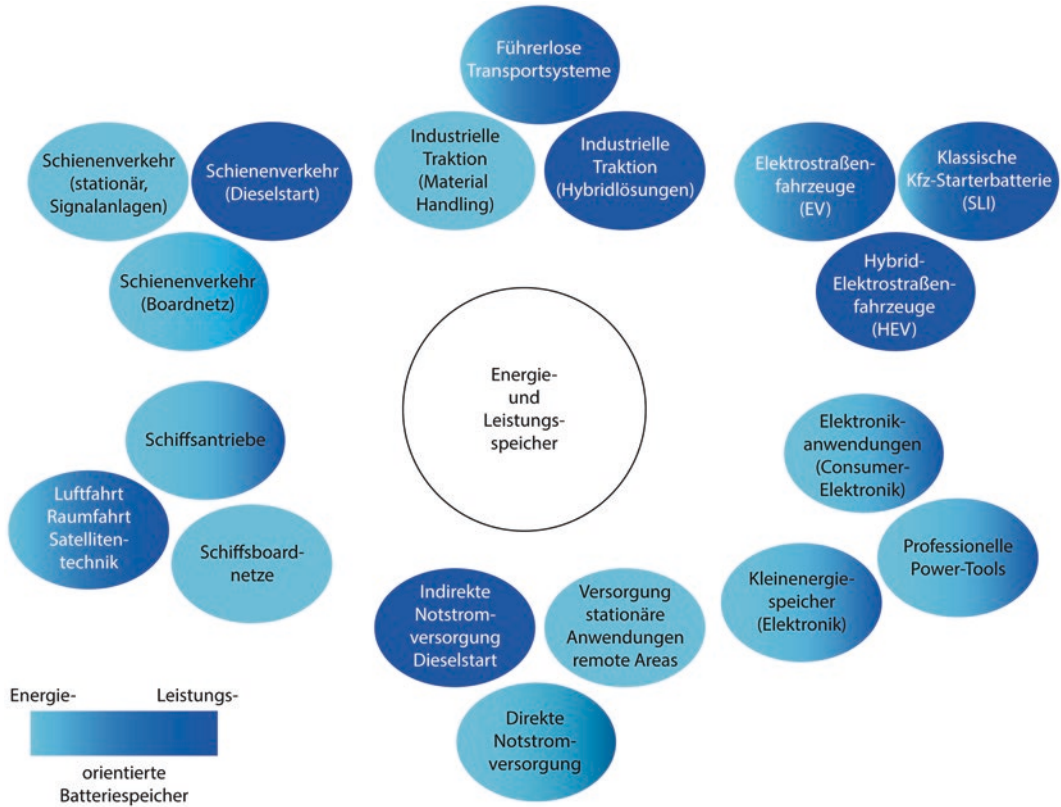 Führerlose
Transportsysteme
Industrielle
Traktion
(Material
Handling)
Industrielle
Traktion
(Hybridlösungen)
Schienenverkehr
(stationär,
Signalanlagen)
Schienenverkehr
(Dieselstart)
Schienenverkehr
(Boardnetz)
Elektrostraßen-
fahrzeuge
(EV)
Klassische
Kfz-Starterbatterie
(SLI)
Hybrid-
Elektrostraßen-
fahrzeuge
(HEV)
Energie-
und
Leistungs-
speicher
Schiffsantriebe
Luftfahrt
Raumfahrt
Satelliten-
technik
Schiffsboard-
netze
Elektronik-
anwendungen
(Consumer-
Elektronik)
Professionelle
Power-Tools
Kleinenergie-
speicher
(Elektronik)
Indirekte
Notstrom-
versorgung
Dieselstart
Versorgung
stationäre
Anwendungen
remote Areas
Direkte
Notstrom-
versorgung
Energie- Leistungs-
orientierte
Batteriespeicher